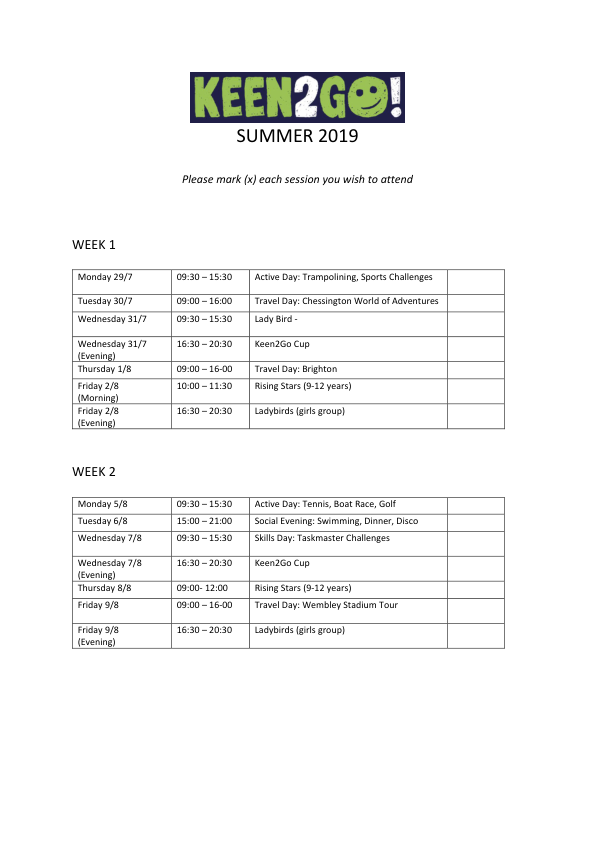 KEEN2GO!
SUMMER 2019
Please mark (x) each session you wish to attend
WEEK 1
Monday 29/7 09:30 – 15:30 Active Day: Trampolining, Sports Challenges
Tuesday 30/7 09:00 – 16:00 Travel Day: Chessington World of Adventures
Wednesday 31/7 09:30 – 15:30 Lady Bird -
Wednesday 31/7 16:30 – 20:30 Keen2Go Cup
(Evening)
Thursday 1/8 09:00 – 16-00 Travel Day: Brighton
Friday 2/8 10:00 – 11:30 Rising Stars (9-12 years)
(Morning)
Friday 2/8 16:30 – 20:30 Ladybirds (girls group)
(Evening)
WEEK 2
Monday 5/8 09:30 – 15:30 Active Day: Tennis, Boat Race, Golf
Tuesday 6/8 15:00 – 21:00 Social Evening: Swimming, Dinner, Disco
Wednesday 7/8 09:30 – 15:30 Skills Day: Taskmaster Challenges
Wednesday 7/8 16:30 – 20:30 Keen2Go Cup
(Evening)
Thursday 8/8 09:00- 12:00 Rising Stars (9-12 years)
Friday 9/8 09:00 – 16-00 Travel Day: Wembley Stadium Tour
Friday 9/8 16:30 – 20:30 Ladybirds (girls group)
(Evening)